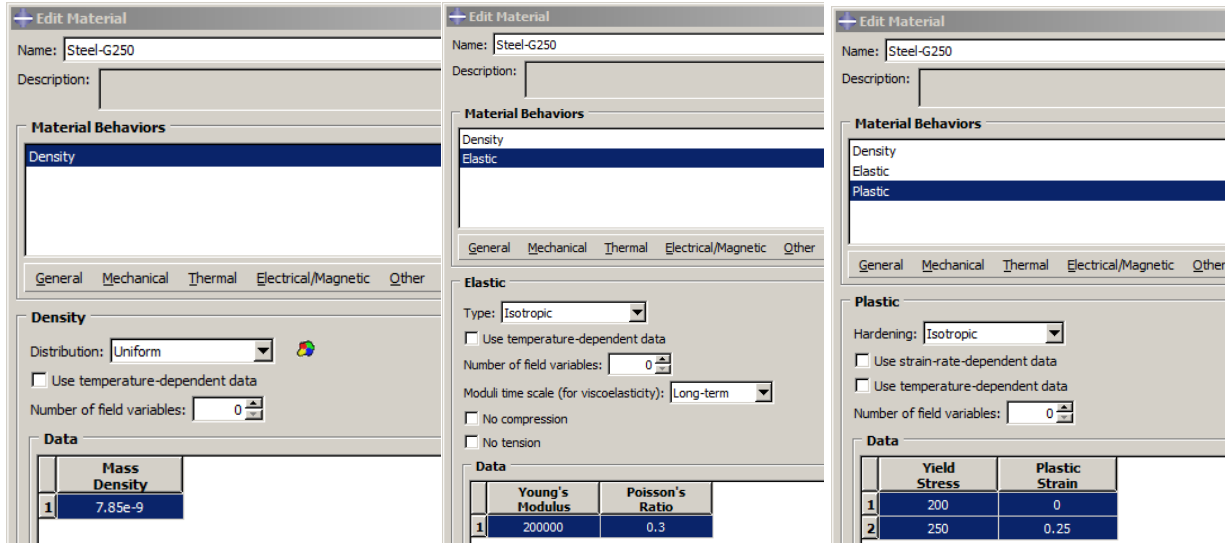 Edit Material
Name: Steel-G250
Description:
Material Behaviors
Density
General Mechanical Thermal Electrical/Magnetic Other
Density
Distribution: Uniform
Use temperature-dependent data
Number of field variables: 0
Data
Mass
Density
1 7.85e-9
Edit Material
Name: Steel-G250
Description:
Material Behaviors
Density
Elastic
General Mechanical Thermal Electrical/Magnetic Other
Elastic
Type: Isotropic
Use temperature-dependent data
Number of field variables: 0
Moduli time scale (for viscoelasticity): Long-term
No compression
No tension
Data
Young's Poisson's
Modulus Ratio
1 200000 0.3
Edit Material
Name: Steel-G250
Description:
Material Behaviors
Density
Elastic
Plastic
General Mechanical Thermal Electrical/Magnetic Other
Plastic
Hardening: Isotropic
Use strain-rate-dependent data
Use temperature-dependent data
Number of field variables: 0
Data
Yield Plastic
Stress Strain
1 200 0
2 250 0.25